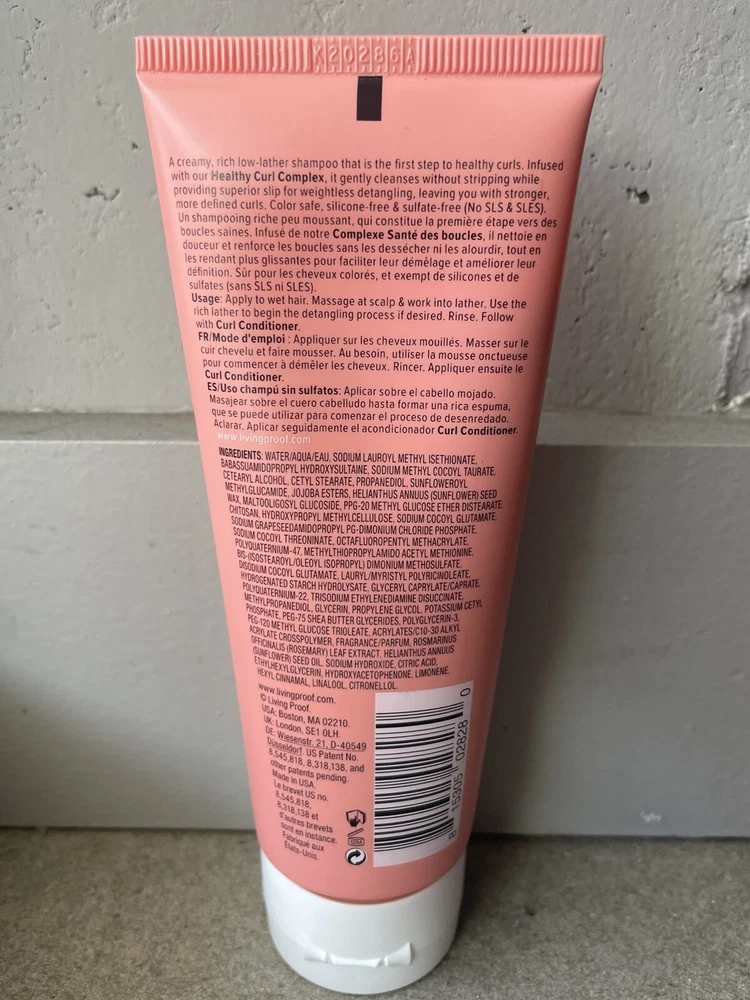 K20286A
A creamy, rich low-lather shampoo that is the first step to healthy curls. Infused
with our Healthy Curl Complex, it gently cleanses without stripping while
providing superior slip for weightless detangling, leaving you with stronger,
more defined curls. Color safe, silicone-free & sulfate-free (No SLS & SLES).
Un shampooing riche peu moussant, qui constitue la première étape vers des
boucles saines. Infusé de notre Complexe Santé des boucles, il nettoie en
douceur et renforce les boucles sans les dessécher ni les alourdir, tout en
les rendant plus glissantes pour faciliter leur démêlage et améliorer leur
définition. Sûr pour les cheveux colorés, et exempt de silicones et de
sulfates (sans SLS ni SLES).
Usage: Apply to wet hair. Massage at scalp & work into lather. Use the
rich lather to begin the detangling process if desired. Rinse. Follow
with Curl Conditioner.
FR/Mode d'emploi : Appliquer sur les cheveux mouillés. Masser sur le
cuir chevelu et faire mousser. Au besoin, utiliser la mousse onctueuse
pour commencer à démêler les cheveux. Rincer. Appliquer ensuite le
Curl Conditioner.
ES/Uso champú sin sulfatos: Aplicar sobre el cabello mojado.
Masajear sobre el cuero cabelludo hasta formar una rica espuma,
que se puede utilizar para comenzar el proceso de desenredado.
Aclarar. Aplicar seguidamente el acondicionador Curl Conditioner.
www.livingproof.com
INGREDIENTS: WATER/AQUA/EAU, SODIUM LAUROYL METHYL ISETHIONATE,
BABASSUAMIDOPROPYL HYDROXYSULTAINE, SODIUM METHYL COCOYL TAURATE,
CETEARYL ALCOHOL, CETYL STEARATE, PROPANEDIOL, SUNFLOWEROYL
METHYLGLUCAMIDE, JOJOBA ESTERS, HELIANTHUS ANNUUS (SUNFLOWER) SEED
WAX, MALTOOLIGOSYL GLUCOSIDE, PPG-20 METHYL GLUCOSE ETHER DISTEARATE,
CHITOSAN, HYDROXYPROPYL METHYLCELLULOSE, SODIUM COCOYL GLUTAMATE,
SODIUM GRAPESEEDAMIDOPROPYL PG-DIMONIUM CHLORIDE PHOSPHATE,
SODIUM COCOYL THREONINATE, OCTAFLUOROPENTYL METHACRYLATE,
POLYQUATERNIUM-47, METHYLTHIOPROPYLAMIDO ACETYL METHIONINE,
BIS-(ISOSTEAROYL/OLEOYL ISOPROPYL) DIMONIUM METHOSULFATE,
DISODIUM COCOYL GLUTAMATE, LAURYL/MYRISTYL POLYRICINOLEATE,
HYDROGENATED STARCH HYDROLYSATE, GLYCERYL CAPRYLATE/CAPRATE,
POLYQUATERNIUM-22, TRISODIUM ETHYLENEDIAMINE DISUCCINATE,
METHYLPROPANEDIOL, GLYCERIN, PROPYLENE GLYCOL, POTASSIUM CETYL
PHOSPHATE, PEG-75 SHEA BUTTER GLYCERIDES, POLYGLYCERIN-3,
PEG-120 METHYL GLUCOSE TRIOLEATE, ACRYLATES/C10-30 ALKYL
ACRYLATE CROSSPOLYMER, FRAGRANCE/PARFUM, ROSMARINUS
OFFICINALIS (ROSEMARY) LEAF EXTRACT, HELIANTHUS ANNUUS
(SUNFLOWER) SEED OIL, SODIUM HYDROXIDE, CITRIC ACID,
ETHYLHEXYLGLYCERIN, HYDROXYACETOPHENONE, LIMONENE,
HEXYL CINNAMAL, LINALOOL, CITRONELLOL.
www.livingproof.com.
© Living Proof.
USA: Boston, MA 02210.
UK: London, SE1 0LH.
DE: Wiesenstr. 21, D-40549
Düsseldorf. US Patent No.
8,545,818, 8,318,138, and
other patents pending.
Made in USA.
Le brevet US no.
8,545,818,
8,318,138 et
d'autres brevets
sont en instance.
Fabriqué aux
États-Unis.
12M
8 15305 02828 0